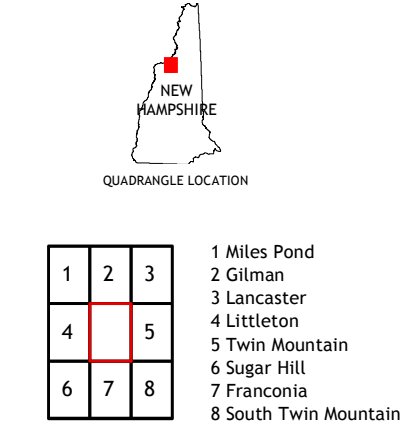 NEW
HAMPSHIRE
QUADRANGLE LOCATION
1 2 3
4 5
6 7 8
1 Miles Pond
2 Gilman
3 Lancaster
4 Littleton
5 Twin Mountain
6 Sugar Hill
7 Franconia
8 South Twin Mountain